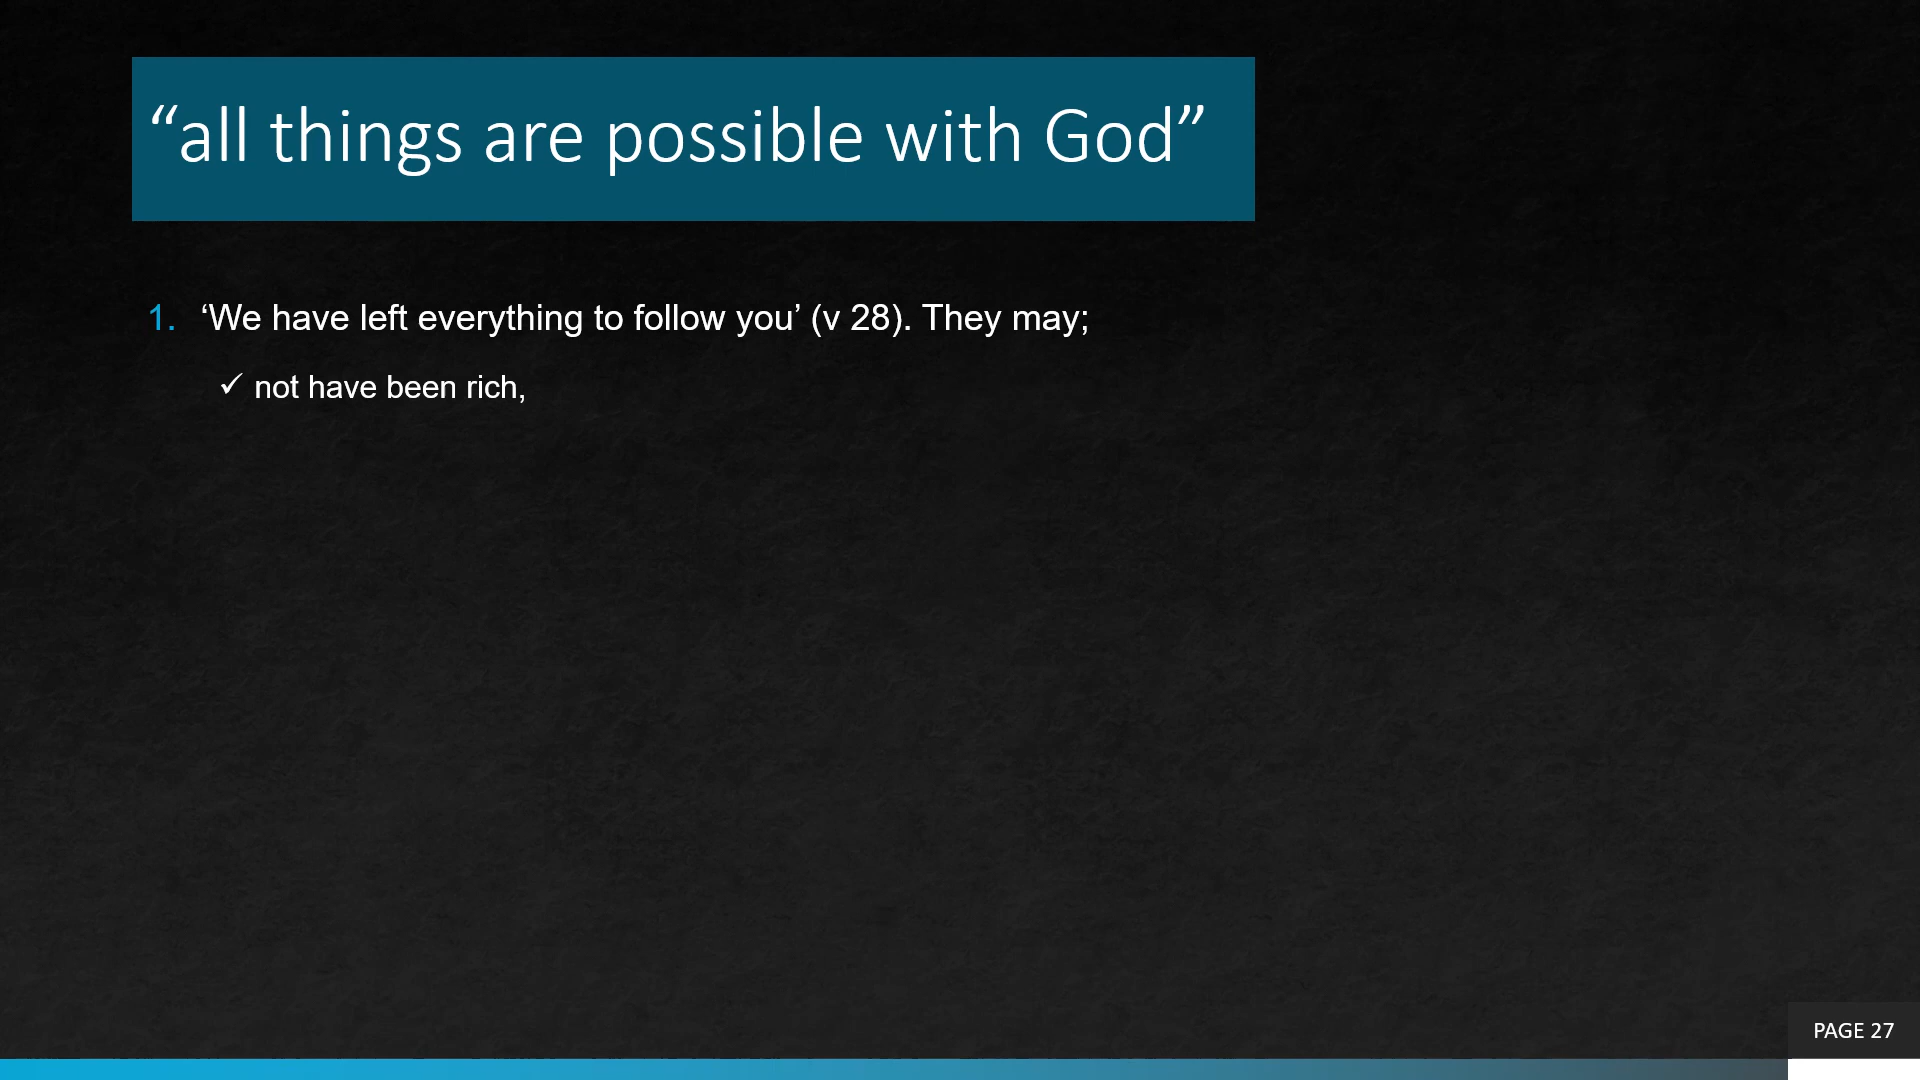 “all things are possible with God”
1. ‘We have left everything to follow you’ (v 28). They may;
✓ not have been rich,
PAGE 27